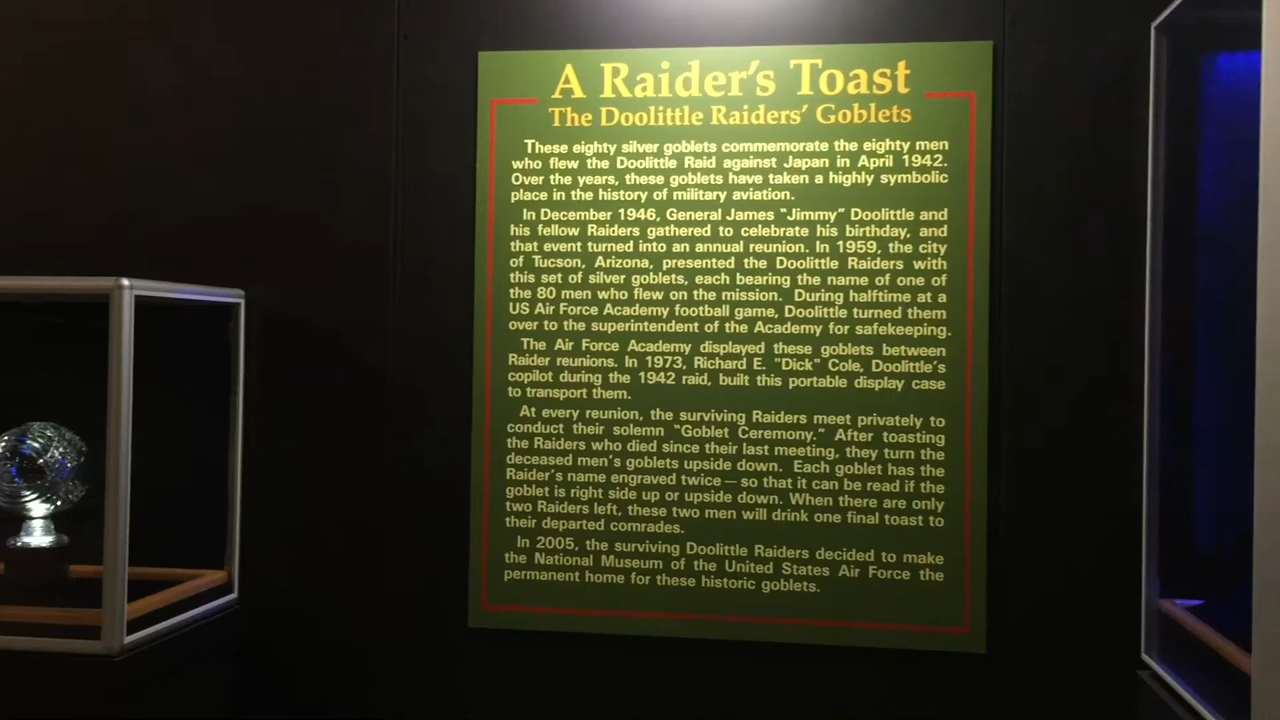 A Raider's Toast
The Doolittle Raiders' Goblets
These eighty silver goblets commemorate the eighty men
who flew the Doolittle Raid against Japan in April 1942.
Over the years, these goblets have taken a highly symbolic
place in the history of military aviation.
In December 1946, General James "Jimmy" Doolittle and
his fellow Raiders gathered to celebrate his birthday, and
that event turned into an annual reunion. In 1959, the city
of Tucson, Arizona, presented the Doolittle Raiders with
this set of silver goblets, each bearing the name of one of
the 80 men who flew on the mission. During halftime at a
US Air Force Academy football game, Doolittle turned them
over to the superintendent of the Academy for safekeeping.
The Air Force Academy displayed these goblets between
Raider reunions. In 1973, Richard E. "Dick" Cole, Doolittle's
copilot during the 1942 raid, built this portable display case
to transport them.
At every reunion, the surviving Raiders meet privately to
conduct their solemn "Goblet Ceremony." After toasting
the Raiders who died since their last meeting, they turn the
deceased men's goblets upside down. Each goblet has the
Raider's name engraved twice — so that it can be read if the
goblet is right side up or upside down. When there are only
two Raiders left, these two men will drink one final toast to
their departed comrades.
In 2005, the surviving Doolittle Raiders decided to make
the National Museum of the United States Air Force the
permanent home for these historic goblets.